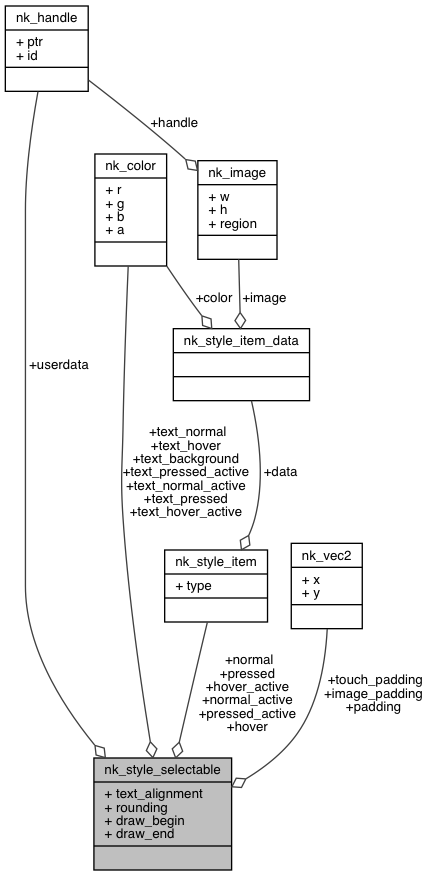 nk_handle
+ ptr
+ id
+handle
nk_color
+ r
+ g
+ b
+ a
nk_image
+ w
+ h
+ region
+color
+image
nk_style_item_data
+userdata
+text_normal
+text_hover
+text_background
+text_pressed_active
+text_normal_active
+text_pressed
+text_hover_active
+data
nk_style_item
+ type
nk_vec2
+ x
+ y
+normal
+pressed
+hover_active
+normal_active
+pressed_active
+hover
+touch_padding
+image_padding
+padding
nk_style_selectable
+ text_alignment
+ rounding
+ draw_begin
+ draw_end